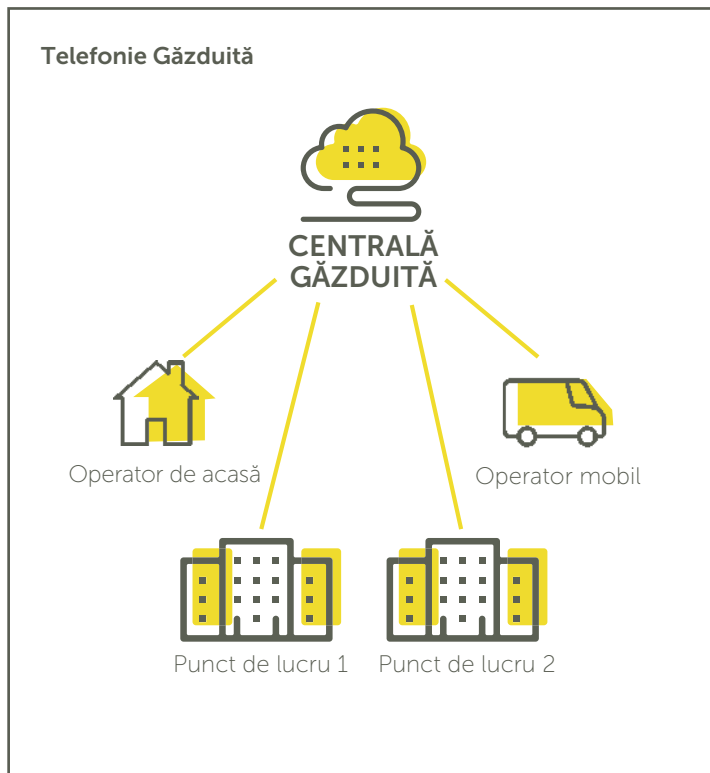 Telefonie Găzduită
CENTRALĂ
GĂZDUITĂ
Operator de acasă
Operator mobil
Punct de lucru 1
Punct de lucru 2